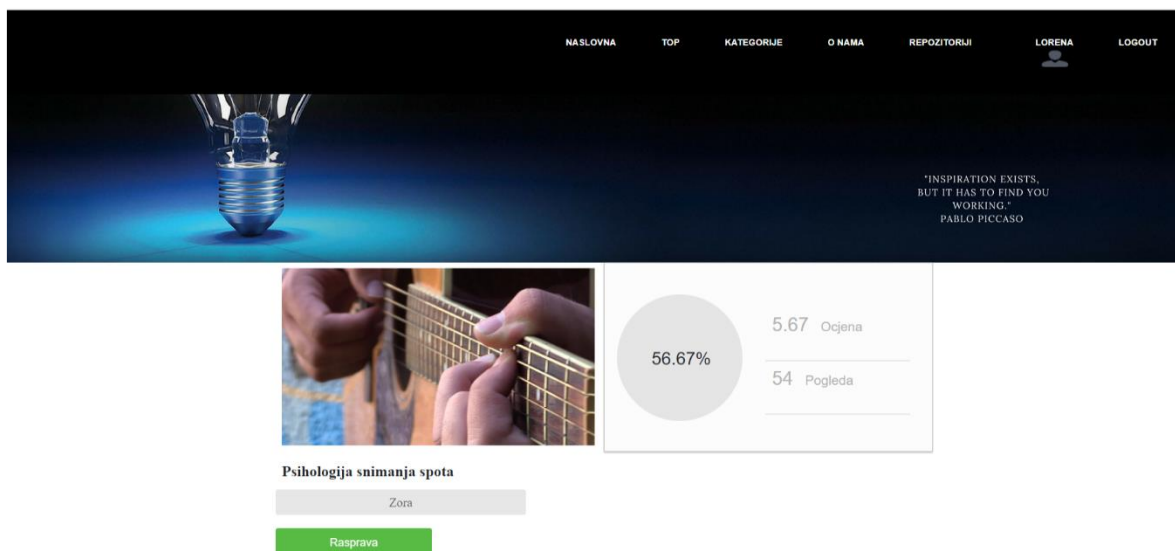 NASLOVNA TOP KATEGORIJE O NAMA REPOZITORIJI LORENA LOGOUT
"INSPIRATION EXISTS,
BUT IT HAS TO FIND YOU
WORKING."
PABLO PICCASO
5.67 Ocjena
56.67%
54 Pogleda
Psihologija snimanja spota
Zora
Rasprava